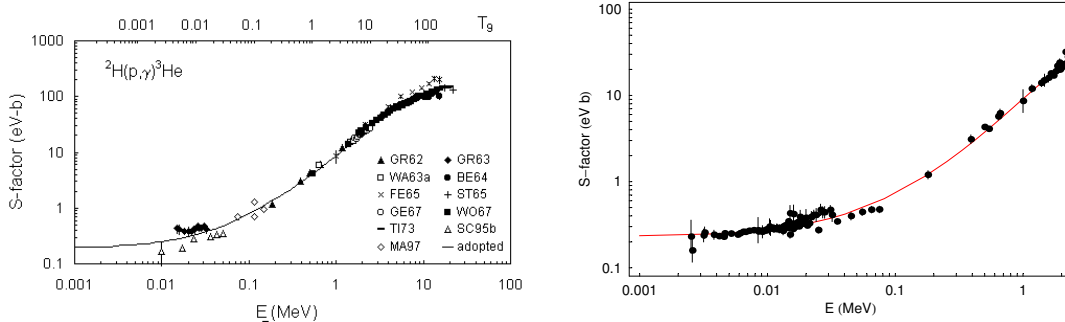 0.001 0.01 0.1 1 10 100 T9
1000
100
10
1
0.1
0.01
S-factor (eV-b)
²H(p,γ)³He
GR62 GR63
WA63a BE64
FE65 ST65
GE67 WO67
TI73 SC95b
MA97 adopted
0.001 0.01 0.1 1 10 100
E (MeV)
100
10
1
0.1
S-factor (eV b)
0.001 0.01 0.1 1
E (MeV)